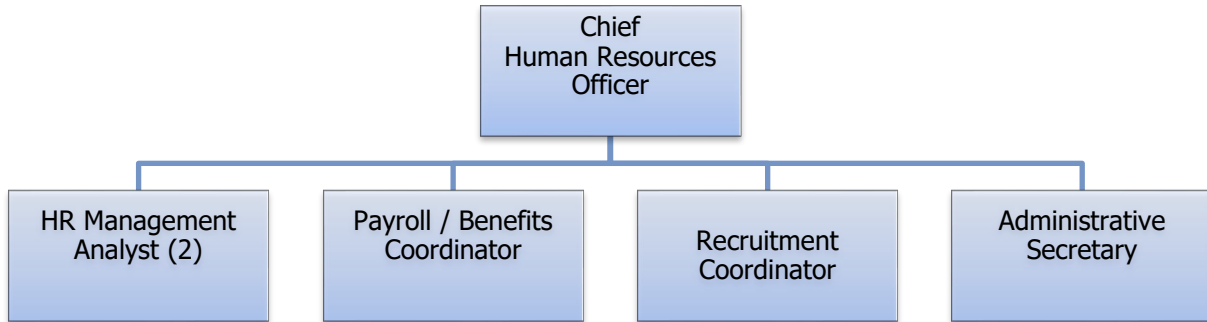 Chief
Human Resources
Officer
HR Management
Analyst (2)
Payroll / Benefits
Coordinator
Recruitment
Coordinator
Administrative
Secretary